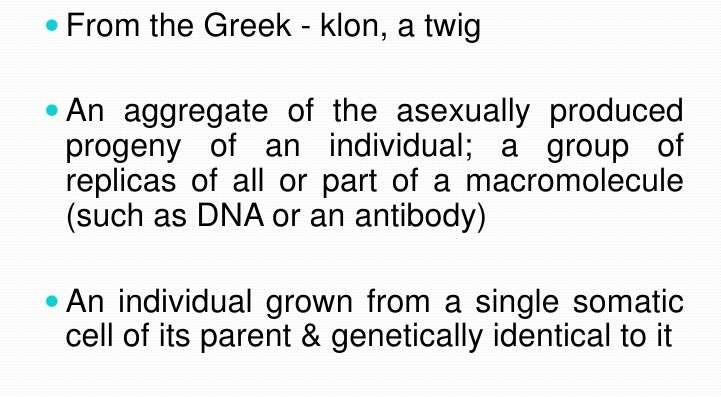 • From the Greek - klon, a twig
• An aggregate of the asexually produced
progeny of an individual; a group of
replicas of all or part of a macromolecule
(such as DNA or an antibody)
• An individual grown from a single somatic
cell of its parent & genetically identical to it